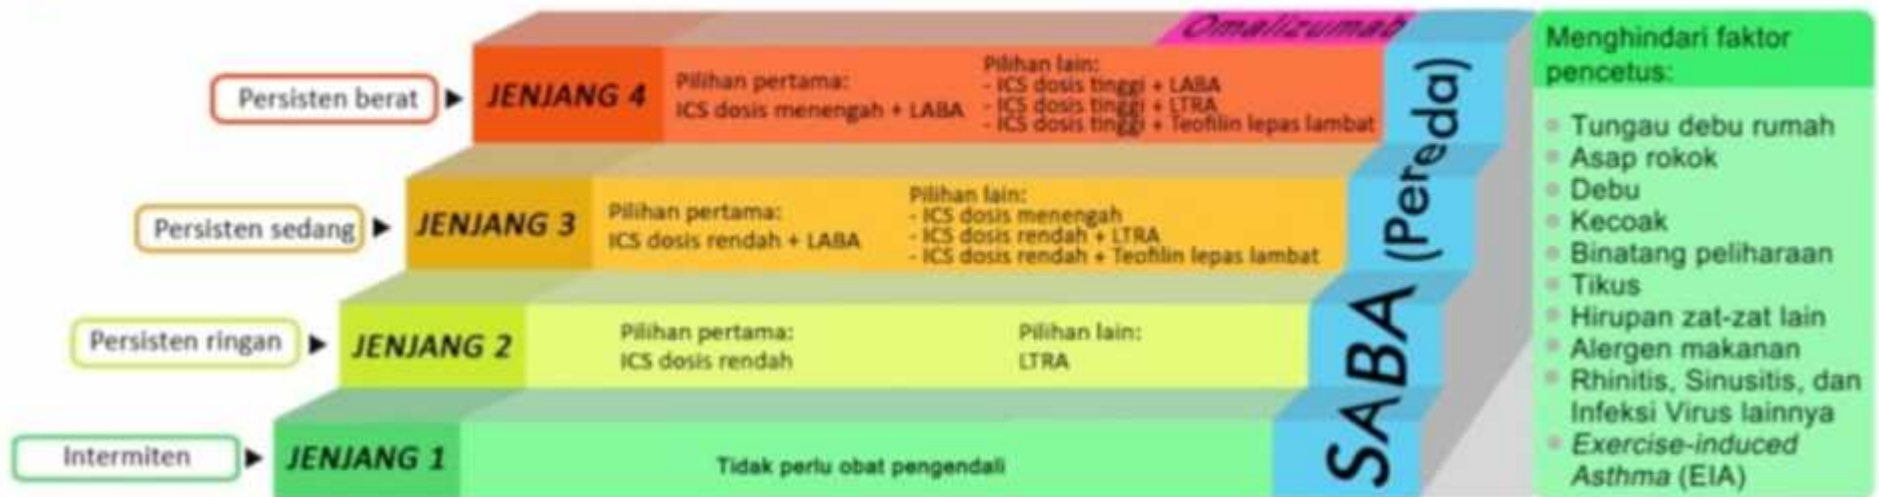 Omalizumab
Persisten berat
JENJANG 4
Pilihan pertama:
ICS dosis menengah + LABA
Pilihan lain:
- ICS dosis tinggi + LABA
- ICS dosis tinggi + LTRA
- ICS dosis tinggi + Teofilin lepas lambat
Persisten sedang
JENJANG 3
Pilihan pertama:
ICS dosis rendah + LABA
Pilihan lain:
- ICS dosis menengah
- ICS dosis rendah + LTRA
- ICS dosis rendah + Teofilin lepas lambat
Persisten ringan
JENJANG 2
Pilihan pertama:
ICS dosis rendah
Pilihan lain:
LTRA
Intermiten
JENJANG 1
Tidak perlu obat pengendali
SABA (Pereda)
Menghindari faktor
pencetus:
Tungau debu rumah
Asap rokok
Debu
Kecoak
Binatang peliharaan
Tikus
Hirupan zat-zat lain
Alergen makanan
Rhinitis, Sinusitis, dan
Infeksi Virus lainnya
Exercise-induced
Asthma (EIA)